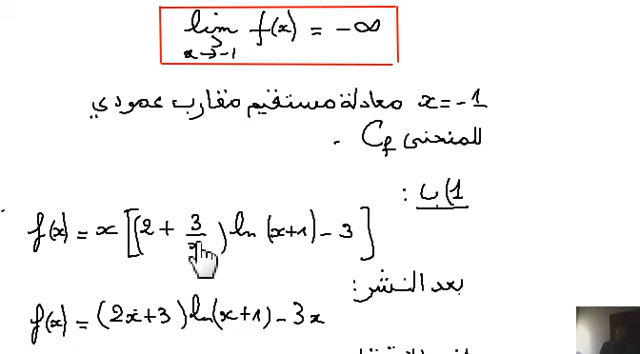 lim f(x) = -∞
x→-1
x=-1 معادلة مستقيم مقارب عمودي
للمنحنى Cf .
1) ب :
f(x) = x[(2 + 3/x) ln(x+1) - 3]
بعد النشر:
f(x) = (2x+3) ln(x+1) - 3x